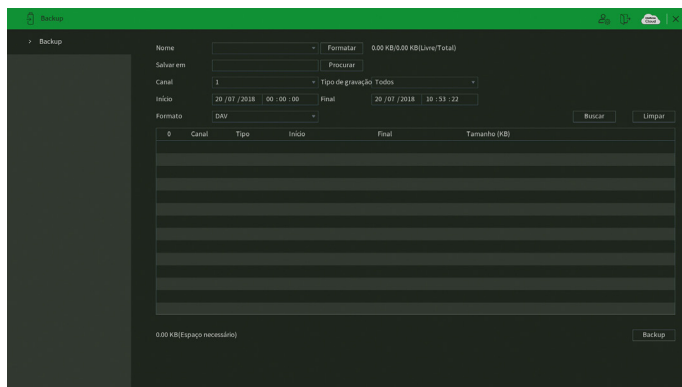 Backup
Intelbras Cloud
> Backup
Nome Formatar 0.00 KB/0.00 KB(Livre/Total)
Salvar em Procurar
Canal 1 Tipo de gravação Todos
Início 20 /07 /2018 00 : 00 : 00 Final 20 /07 /2018 10 : 53 : 22
Formato DAV Buscar Limpar
0 Canal Tipo Início Final Tamanho (KB)
0.00 KB(Espaço necessário) Backup